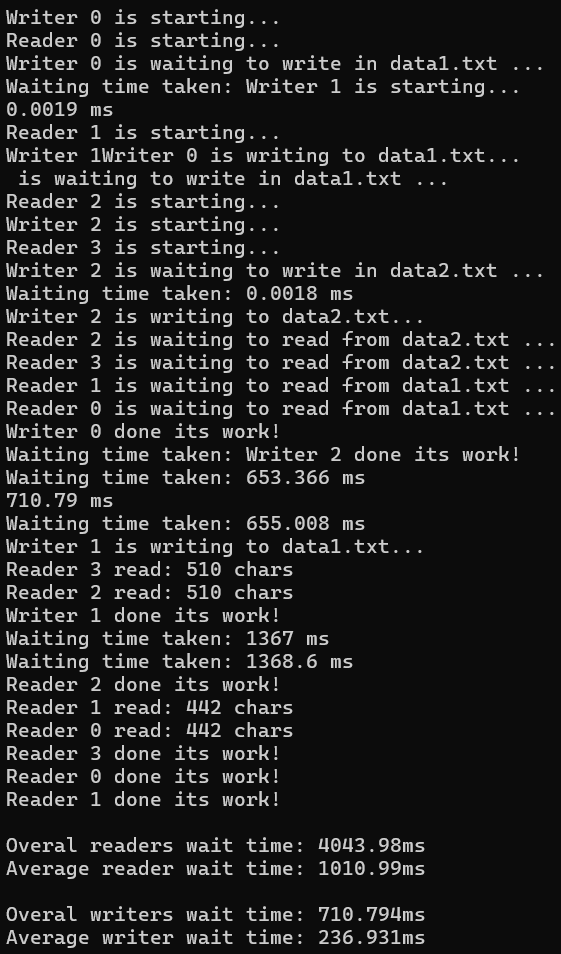 Writer 0 is starting...
Reader 0 is starting...
Writer 0 is waiting to write in data1.txt ...
Waiting time taken: Writer 1 is starting...
0.0019 ms
Reader 1 is starting...
Writer 1Writer 0 is writing to data1.txt...
 is waiting to write in data1.txt ...
Reader 2 is starting...
Writer 2 is starting...
Reader 3 is starting...
Writer 2 is waiting to write in data2.txt ...
Waiting time taken: 0.0018 ms
Writer 2 is writing to data2.txt...
Reader 2 is waiting to read from data2.txt ...
Reader 3 is waiting to read from data2.txt ...
Reader 1 is waiting to read from data1.txt ...
Reader 0 is waiting to read from data1.txt ...
Writer 0 done its work!
Waiting time taken: Writer 2 done its work!
Waiting time taken: 653.366 ms
710.79 ms
Waiting time taken: 655.008 ms
Writer 1 is writing to data1.txt...
Reader 3 read: 510 chars
Reader 2 read: 510 chars
Writer 1 done its work!
Waiting time taken: 1367 ms
Waiting time taken: 1368.6 ms
Reader 2 done its work!
Reader 1 read: 442 chars
Reader 0 read: 442 chars
Reader 3 done its work!
Reader 0 done its work!
Reader 1 done its work!

Overal readers wait time: 4043.98ms
Average reader wait time: 1010.99ms

Overal writers wait time: 710.794ms
Average writer wait time: 236.931ms